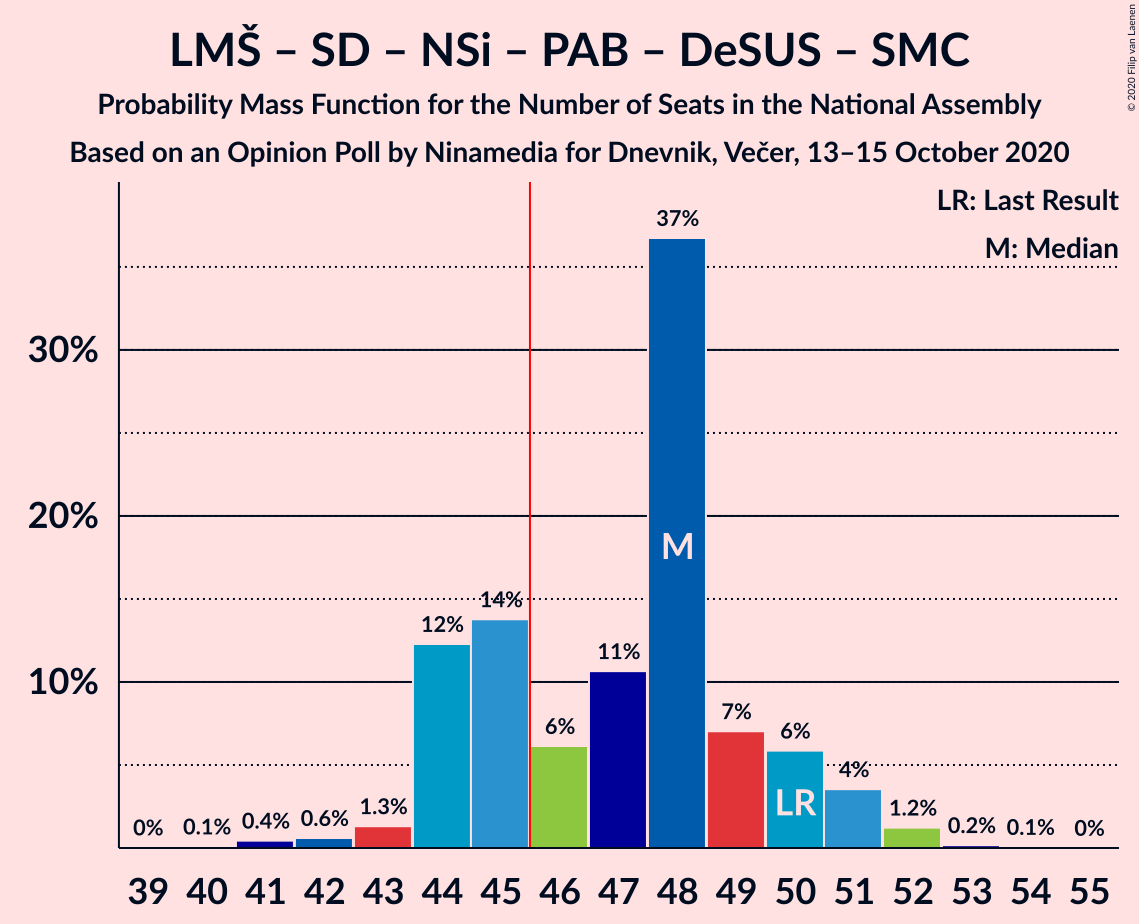 LMŠ – SD – NSi – PAB – DeSUS – SMC
Probability Mass Function for the Number of Seats in the National Assembly
Based on an Opinion Poll by Ninamedia for Dnevnik, Večer, 13–15 October 2020
© 2020 Filip van Laenen
LR: Last Result
M: Median
30%
20%
10%
0%
0.1%
0.4%
0.6%
1.3%
12%
14%
6%
11%
37%
M
7%
6%
LR
4%
1.2%
0.2%
0.1%
0%
39 40 41 42 43 44 45 46 47 48 49 50 51 52 53 54 55